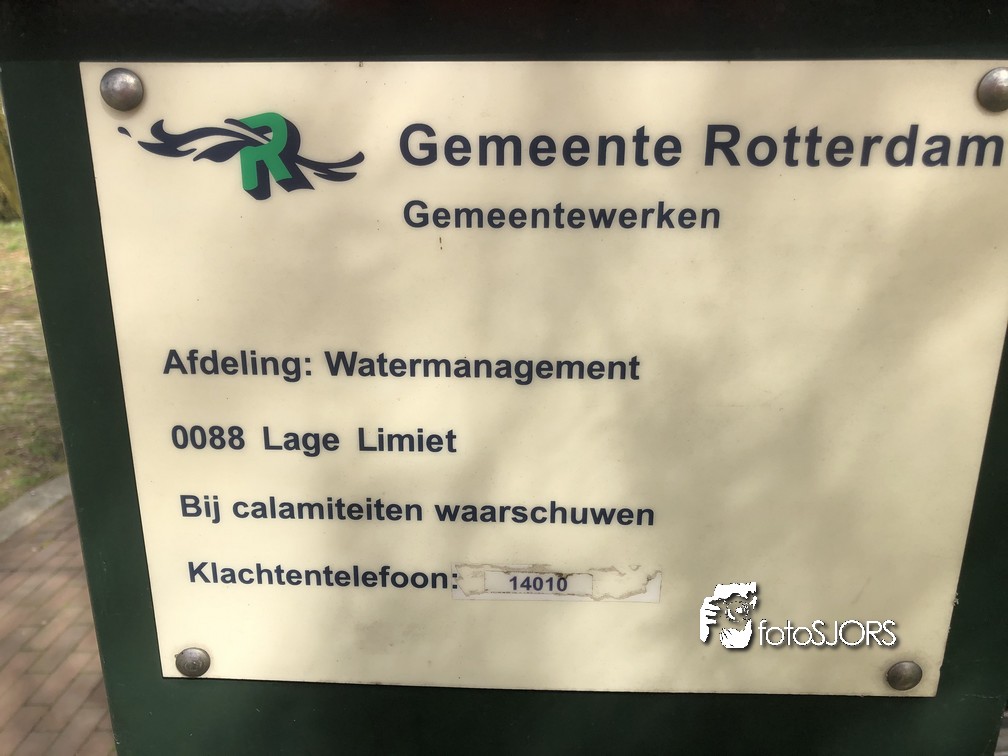 R
Gemeente Rotterdam
Gemeentewerken
Afdeling: Watermanagement
0088 Lage Limiet
Bij calamiteiten waarschuwen
Klachtentelefoon: 14010
fotoSJORS